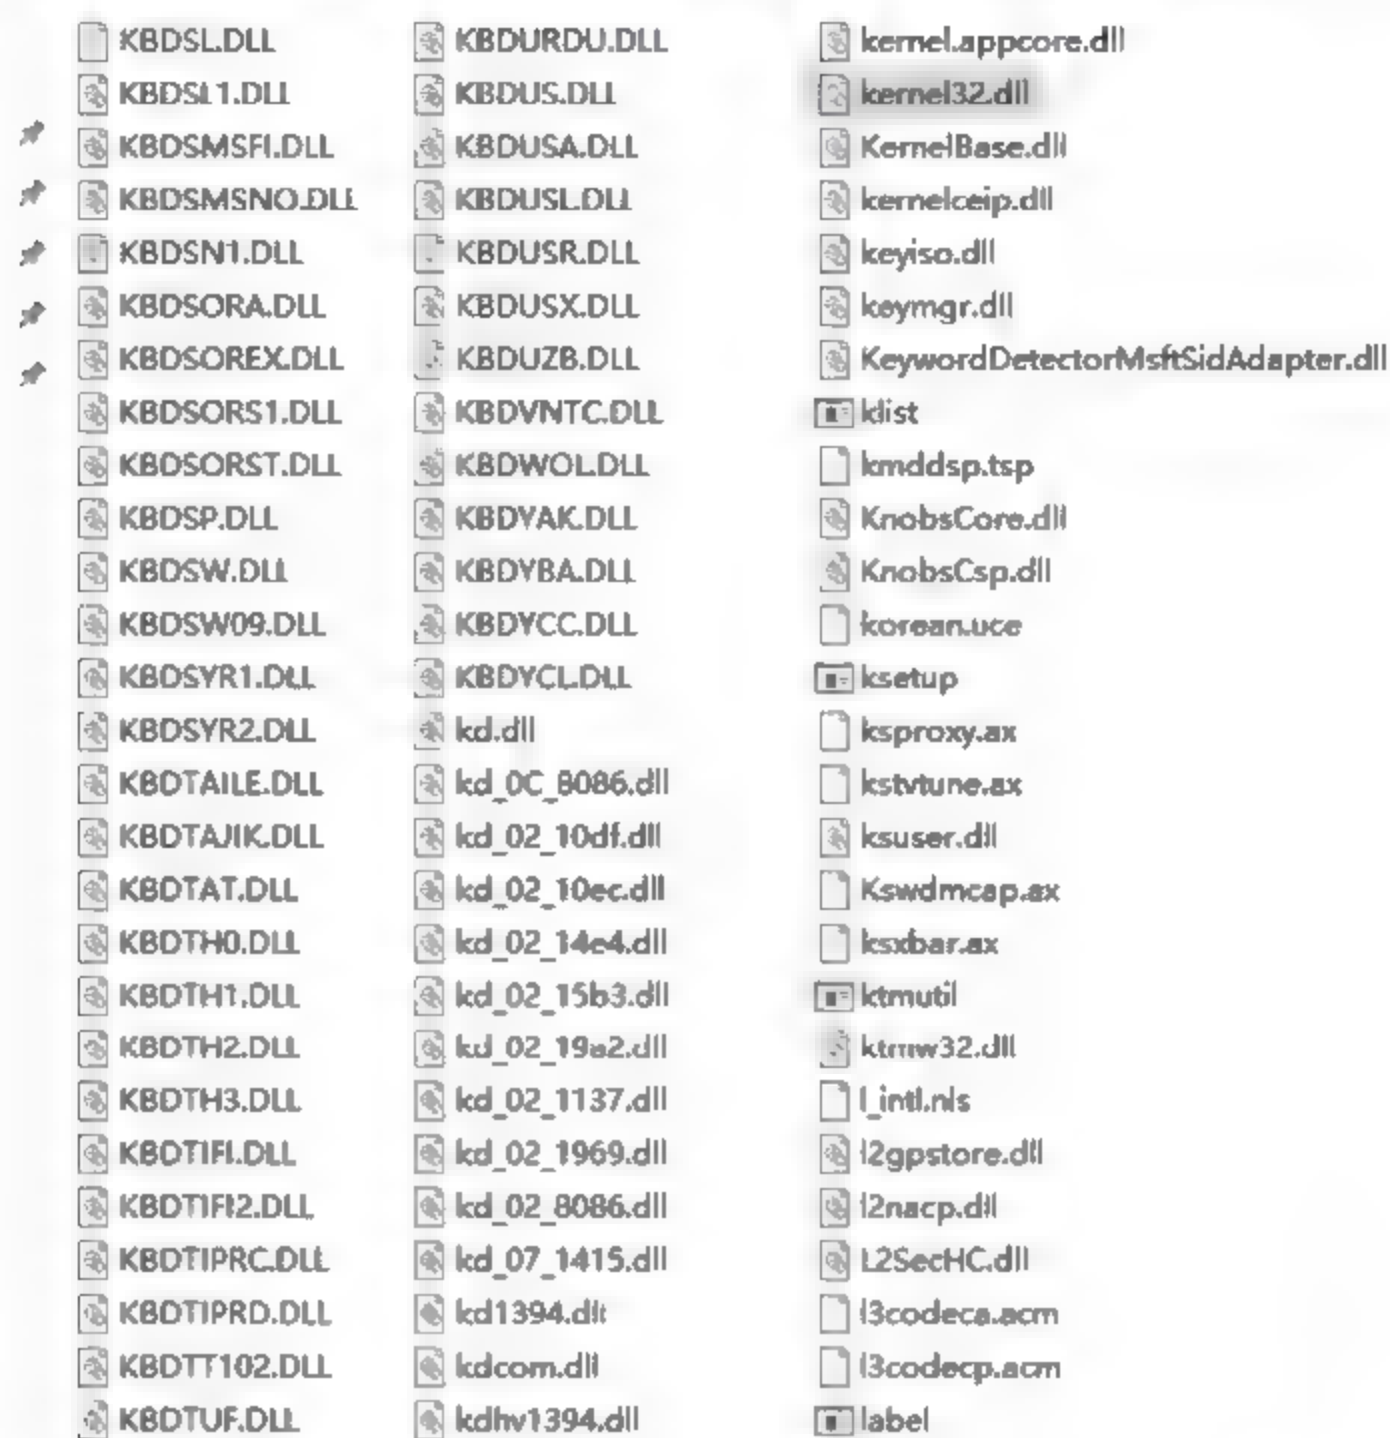 KBDSL.DLL
KBDSL1.DLL
KBDSMSFI.DLL
KBDSMSNO.DLL
KBDSN1.DLL
KBDSORA.DLL
KBDSOREX.DLL
KBDSORS1.DLL
KBDSORST.DLL
KBDSP.DLL
KBDSW.DLL
KBDSW09.DLL
KBDSYR1.DLL
KBDSYR2.DLL
KBDTAILE.DLL
KBDTAJIK.DLL
KBDTAT.DLL
KBDTH0.DLL
KBDTH1.DLL
KBDTH2.DLL
KBDTH3.DLL
KBDTIFI.DLL
KBDTIFI2.DLL
KBDTIPRC.DLL
KBDTIPRD.DLL
KBDTT102.DLL
KBDTUF.DLL
KBDURDU.DLL
KBDUS.DLL
KBDUSA.DLL
KBDUSL.DLL
KBDUSR.DLL
KBDUSX.DLL
KBDUZB.DLL
KBDVNTC.DLL
KBDWOL.DLL
KBDYAK.DLL
KBDYBA.DLL
KBDYCC.DLL
KBDYCL.DLL
kd.dll
kd_0C_8086.dll
kd_02_10df.dll
kd_02_10ec.dll
kd_02_14e4.dll
kd_02_15b3.dll
kd_02_19a2.dll
kd_02_1137.dll
kd_02_1969.dll
kd_02_8086.dll
kd_07_1415.dll
kd1394.dll
kdcom.dll
kdhv1394.dll
kernel.appcore.dll
kernel32.dll
KernelBase.dll
kernelceip.dll
keyiso.dll
keymgr.dll
KeywordDetectorMsftSidAdapter.dll
klist
kmddsp.tsp
KnobsCore.dll
KnobsCsp.dll
korean.uce
ksetup
ksproxy.ax
kstvtune.ax
ksuser.dll
Kswdmcap.ax
ksxbar.ax
ktmutil
ktmw32.dll
l_intl.nls
l2gpstore.dll
l2nacp.dll
L2SecHC.dll
l3codeca.acm
l3codecp.acm
label